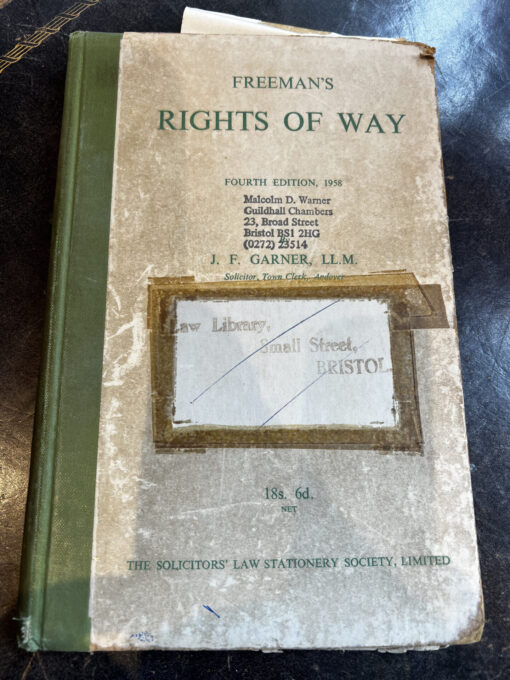 FREEMAN'S
RIGHTS OF WAY
FOURTH EDITION, 1958
Malcolm D. Warner
Guildhall Chambers
23, Broad Street
Bristol BS1 2HG
(0272) 23514
J. F. GARNER, LL.M.
Solicitor, Town Clerk, Andover
Law Library,
Small Street,
BRISTOL.
18s. 6d.
NET
THE SOLICITORS' LAW STATIONERY SOCIETY, LIMITED